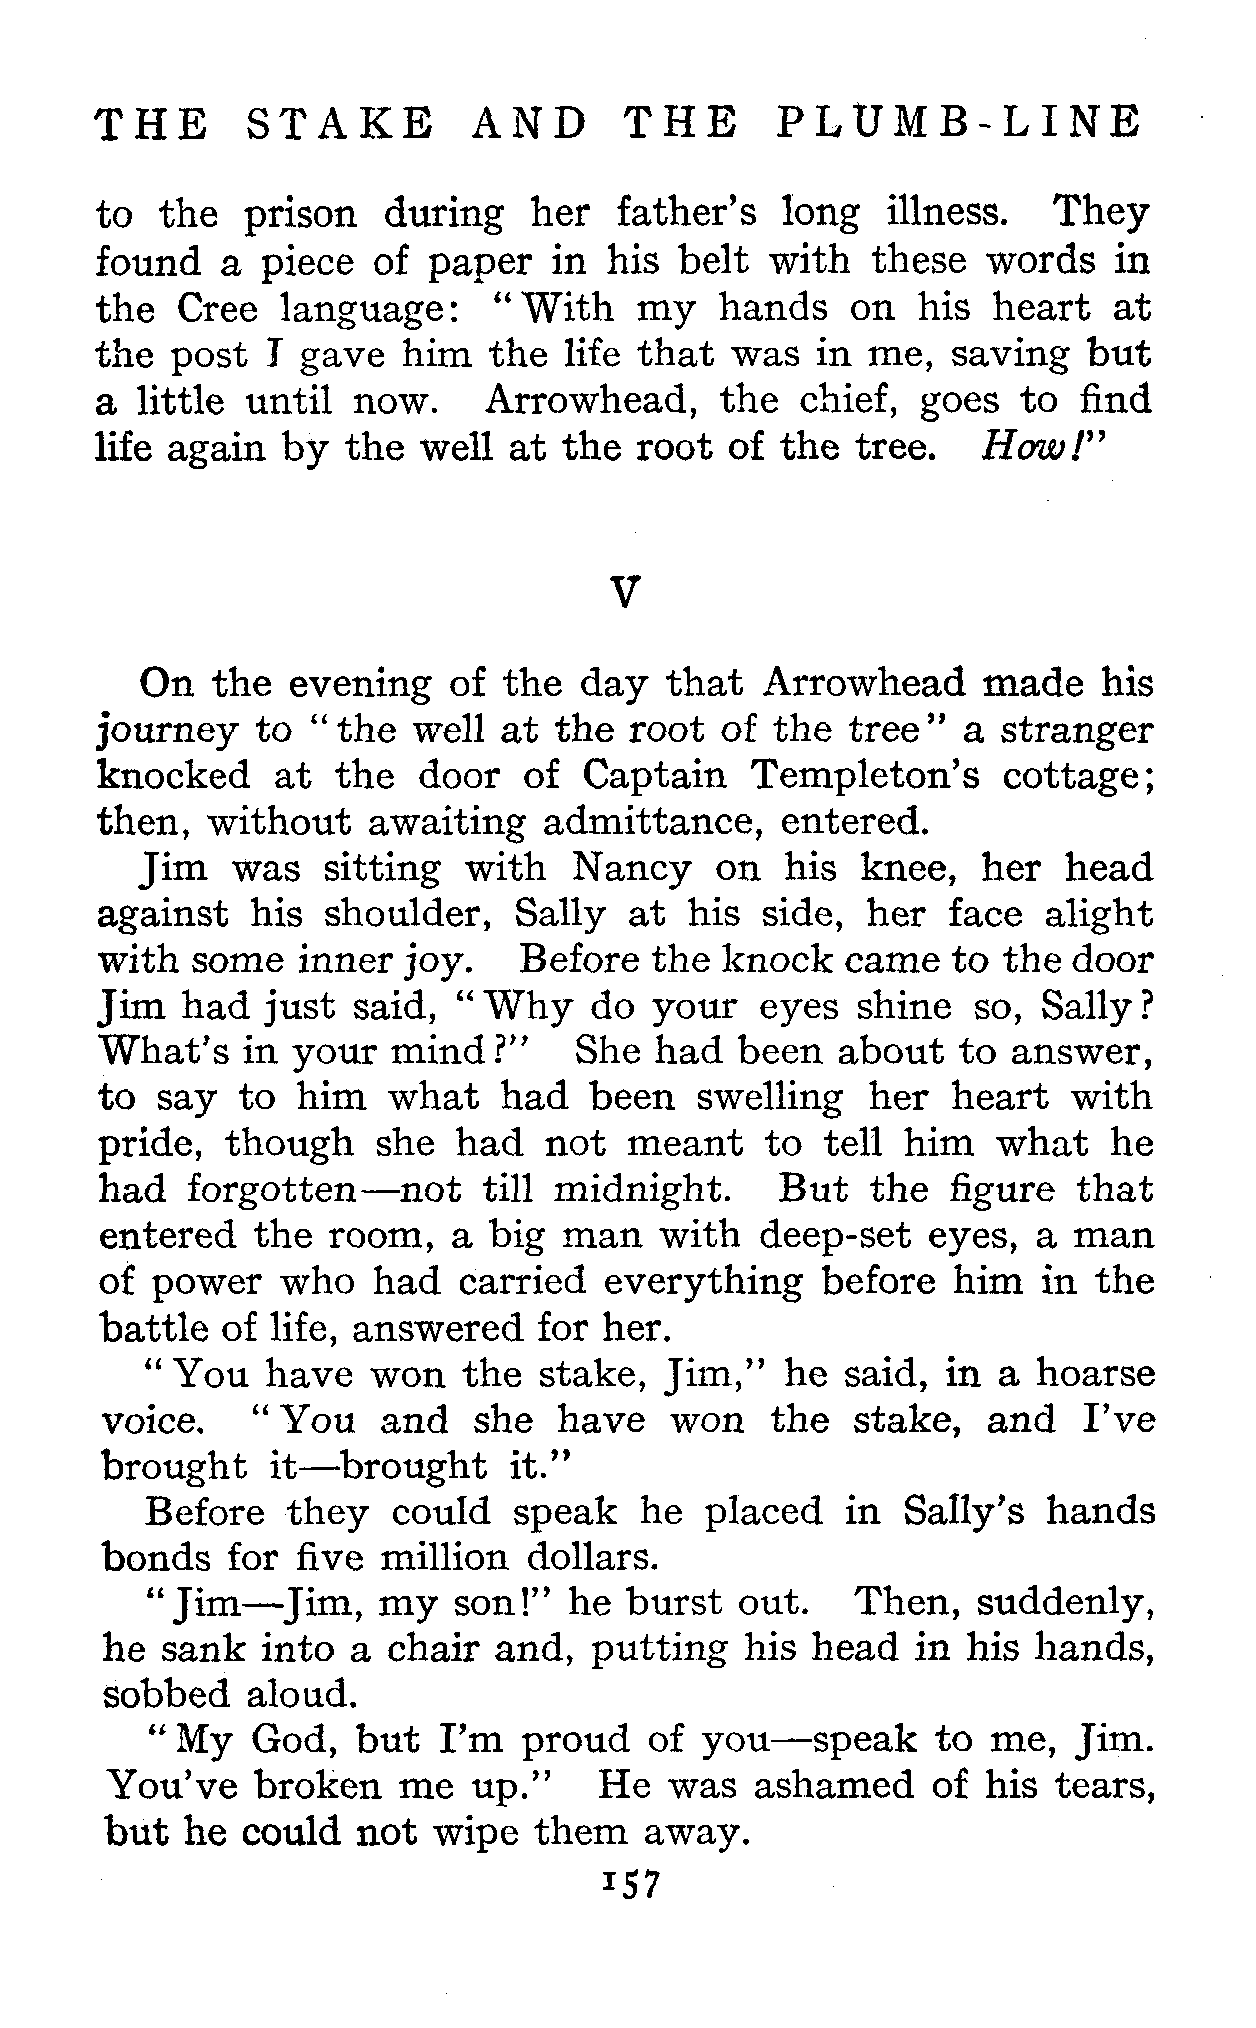 THE STAKE AND THE PLUMB-LINE
to the prison during her father's long illness. They
found a piece of paper in his belt with these words in
the Cree language: "With my hands on his heart at
the post I gave him the life that was in me, saving but
a little until now. Arrowhead, the chief, goes to find
life again by the well at the root of the tree. How!"
V
On the evening of the day that Arrowhead made his
journey to "the well at the root of the tree" a stranger
knocked at the door of Captain Templeton's cottage;
then, without awaiting admittance, entered.
Jim was sitting with Nancy on his knee, her head
against his shoulder, Sally at his side, her face alight
with some inner joy. Before the knock came to the door
Jim had just said, "Why do your eyes shine so, Sally?
What's in your mind?" She had been about to answer,
to say to him what had been swelling her heart with
pride, though she had not meant to tell him what he
had forgotten—not till midnight. But the figure that
entered the room, a big man with deep-set eyes, a man
of power who had carried everything before him in the
battle of life, answered for her.
"You have won the stake, Jim," he said, in a hoarse
voice. "You and she have won the stake, and I've
brought it—brought it."
Before they could speak he placed in Sally's hands
bonds for five million dollars.
"Jim—Jim, my son!" he burst out. Then, suddenly,
he sank into a chair and, putting his head in his hands,
sobbed aloud.
"My God, but I'm proud of you—speak to me, Jim.
You've broken me up." He was ashamed of his tears,
but he could not wipe them away.
157